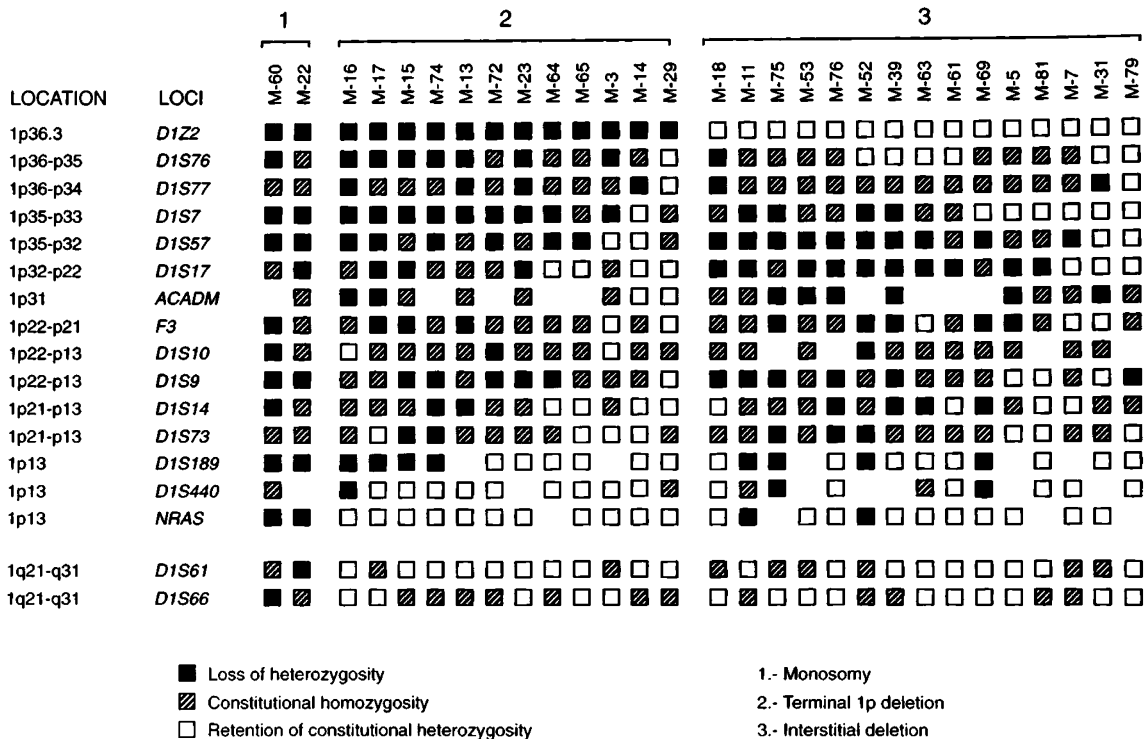 1 2 3
LOCATION LOCI M-60 M-22 M-16 M-17 M-15 M-74 M-13 M-72 M-23 M-64 M-65 M-3 M-14 M-29 M-18 M-11 M-75 M-53 M-76 M-52 M-39 M-63 M-61 M-69 M-5 M-81 M-7 M-31 M-79
1p36.3 D1Z2
1p36-p35 D1S76
1p36-p34 D1S77
1p35-p33 D1S7
1p35-p32 D1S57
1p32-p22 D1S17
1p31 ACADM
1p22-p21 F3
1p22-p13 D1S10
1p22-p13 D1S9
1p21-p13 D1S14
1p21-p13 D1S73
1p13 D1S189
1p13 D1S440
1p13 NRAS
1q21-q31 D1S61
1q21-q31 D1S66
Loss of heterozygosity 1.- Monosomy
Constitutional homozygosity 2.- Terminal 1p deletion
Retention of constitutional heterozygosity 3.- Interstitial deletion